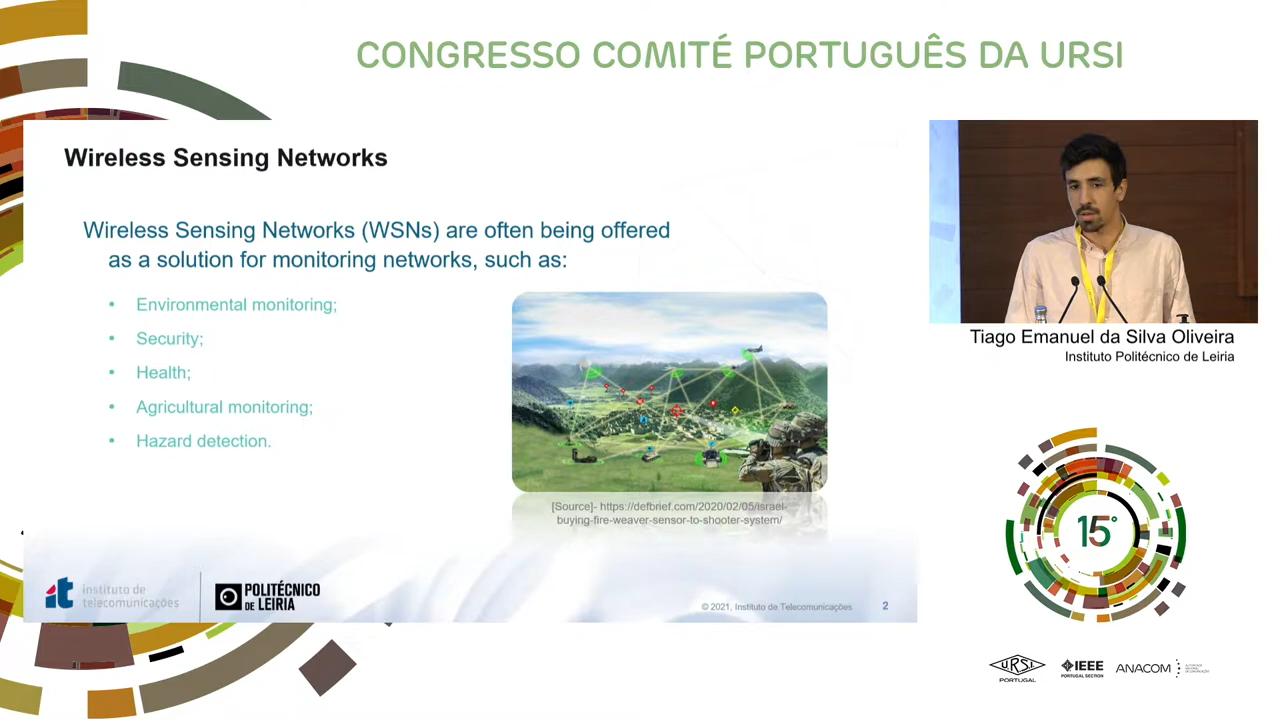 CONGRESSO COMITÉ PORTUGUÊS DA URSI
Wireless Sensing Networks
Wireless Sensing Networks (WSNs) are often being offered
as a solution for monitoring networks, such as:
• Environmental monitoring;
• Security;
• Health;
• Agricultural monitoring;
• Hazard detection.
[Source]- https://defbrief.com/2020/02/05/israel-
buying-fire-weaver-sensor-to-shooter-system/
it instituto de
telecomunicações
POLITÉCNICO
DE LEIRIA
© 2021, Instituto de Telecomunicações
2
Tiago Emanuel da Silva Oliveira
Instituto Politécnico de Leiria
15°
URSI
PORTUGAL
IEEE
PORTUGAL SECTION
ANACOM